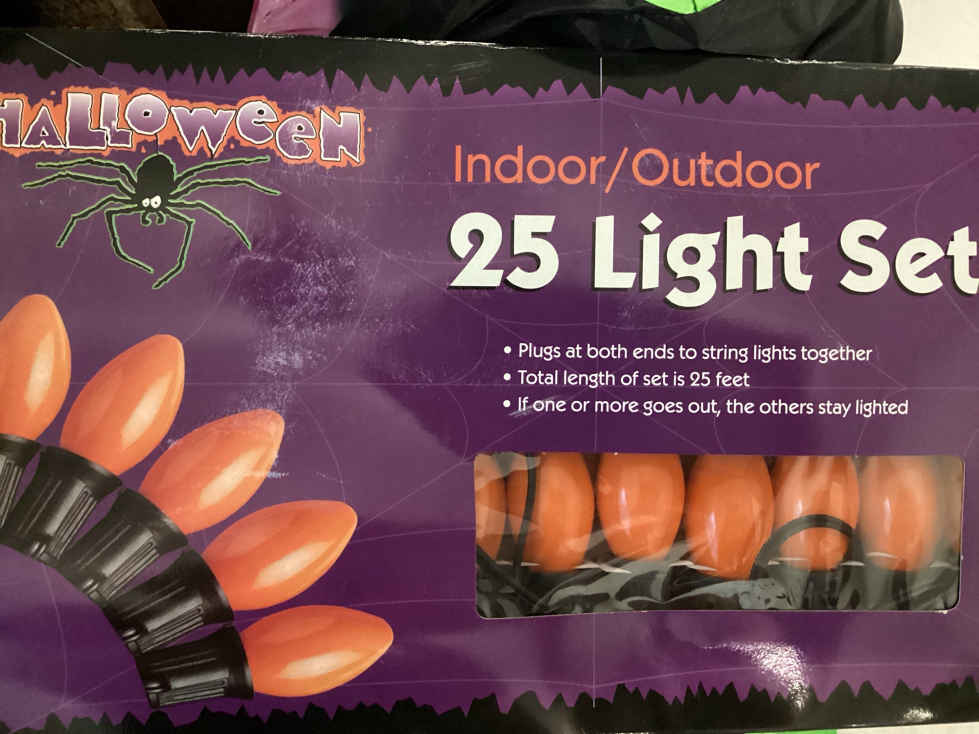 HALLOWEEN
Indoor/Outdoor
25 Light Set
• Plugs at both ends to string lights together
• Total length of set is 25 feet
• If one or more goes out, the others stay lighted